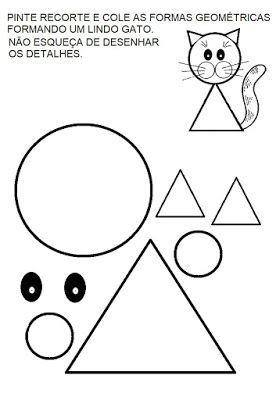 PINTE RECORTE E COLE AS FORMAS GEOMÉTRICAS
FORMANDO UM LINDO GATO.
NÃO ESQUEÇA DE DESENHAR
OS DETALHES.